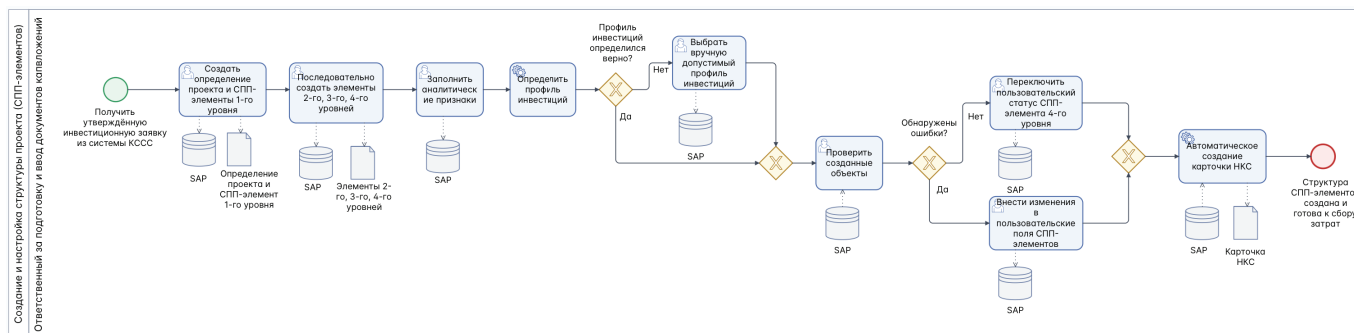 Создание и настройка структуры проекта (СПП-элементов)
Ответственный за подготовку и ввод документов капвложений
Получить
утверждённую
инвестиционную заявку
из системы КССС
Создать
определение
проекта и СПП-
элементы 1-го
уровня
SAP
Определение
проекта и
СПП-элемент
1-го уровня
Последовательно
создать элементы
2-го, 3-го, 4-го
уровней
SAP
Элементы 2-
го, 3-го, 4-го
уровней
Заполнить
аналитическ
ие признаки
SAP
Определить
профиль
инвестиций
Профиль
инвестиций
определился
верно?
Нет
Да
Выбрать
вручную
допустимый
профиль
инвестиций
SAP
Проверить
созданные
объекты
SAP
Обнаружены
ошибки?
Нет
Да
Переключить
пользовательский
статус СПП-
элемента 4-го
уровня
SAP
Внести изменения
в
пользовательские
поля СПП-
элементов
SAP
Автоматическое
создание
карточки НКС
SAP
Карточка
НКС
Структура
СПП-элементо
создана и
готова к сбору
затрат